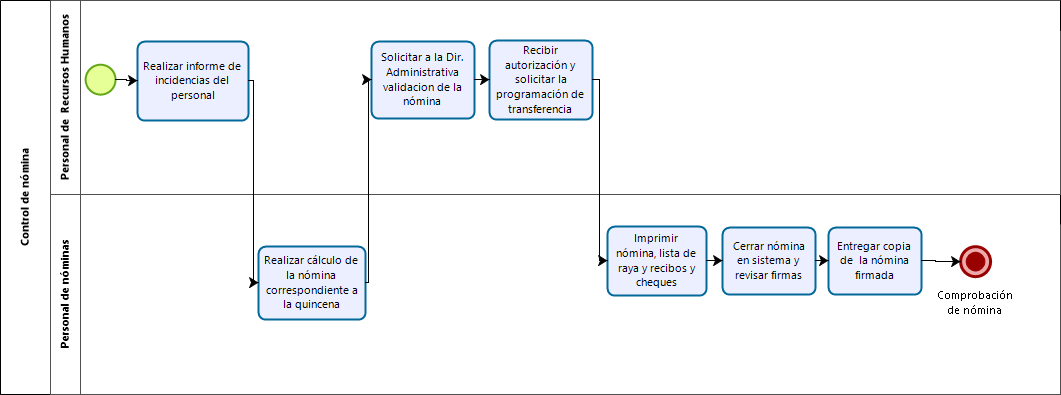 Control de nómina
Personal de  Recursos Humanos
Realizar informe de
incidencias del
personal
Solicitar a la Dir.
Administrativa
validacion de la
nómina
Recibir
autorización y
solicitar la
programación de
transferencia
Personal de nóminas
Realizar cálculo de
la nómina
correspondiente a
la quincena
Imprimir
nómina, lista de
raya y recibos y
cheques
Cerrar nómina
en sistema y
revisar firmas
Entregar copia
de  la nómina
firmada
Comprobación
de nómina